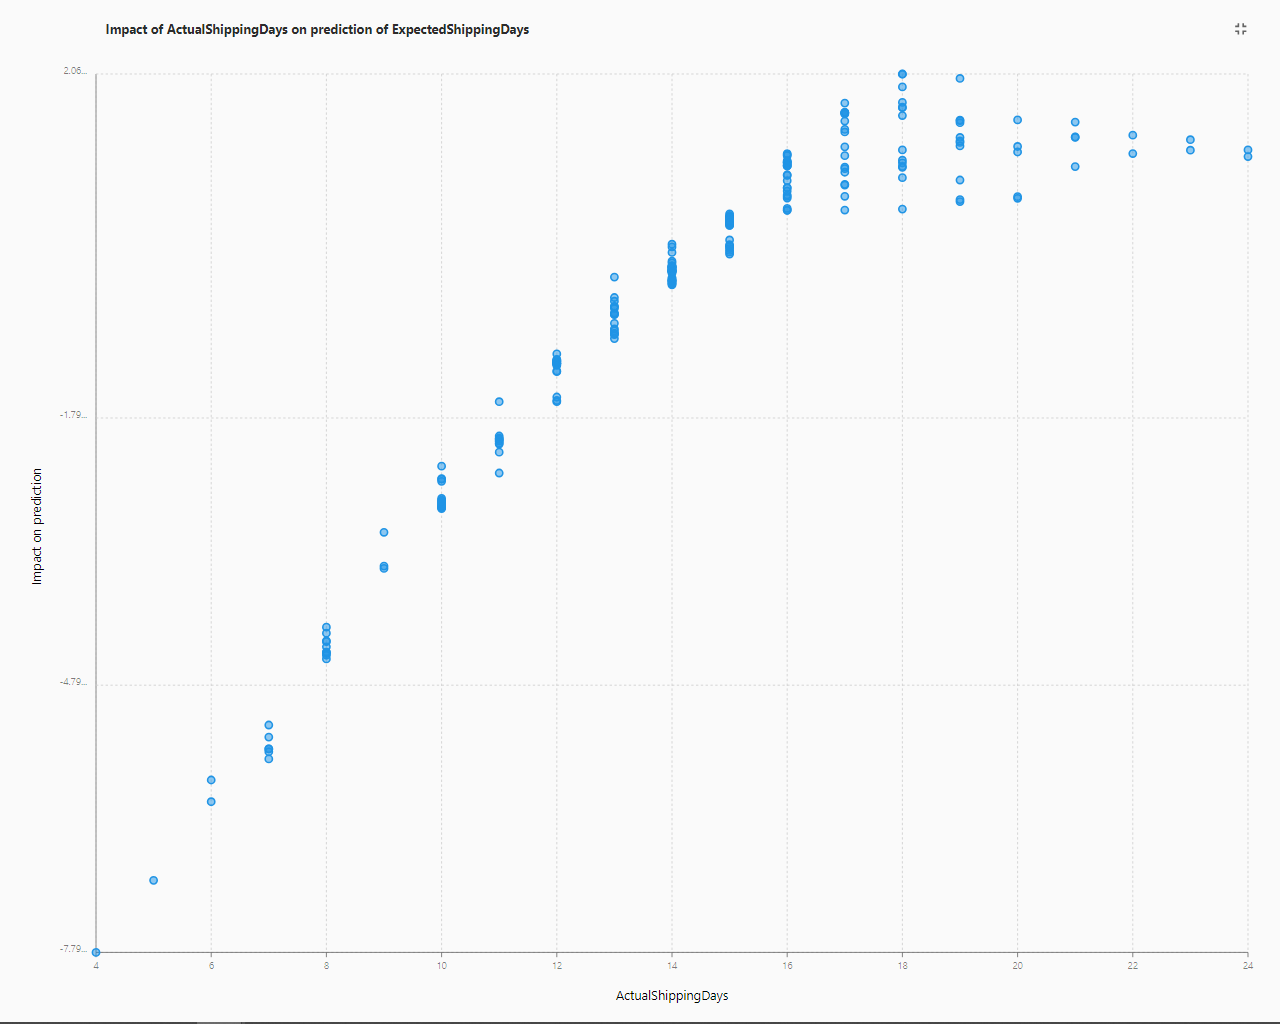 Impact of ActualShippingDays on prediction of ExpectedShippingDays
2.06...
-1.79...
-4.79...
-7.79...
Impact on prediction
4 6 8 10 12 14 16 18 20 22 24
ActualShippingDays